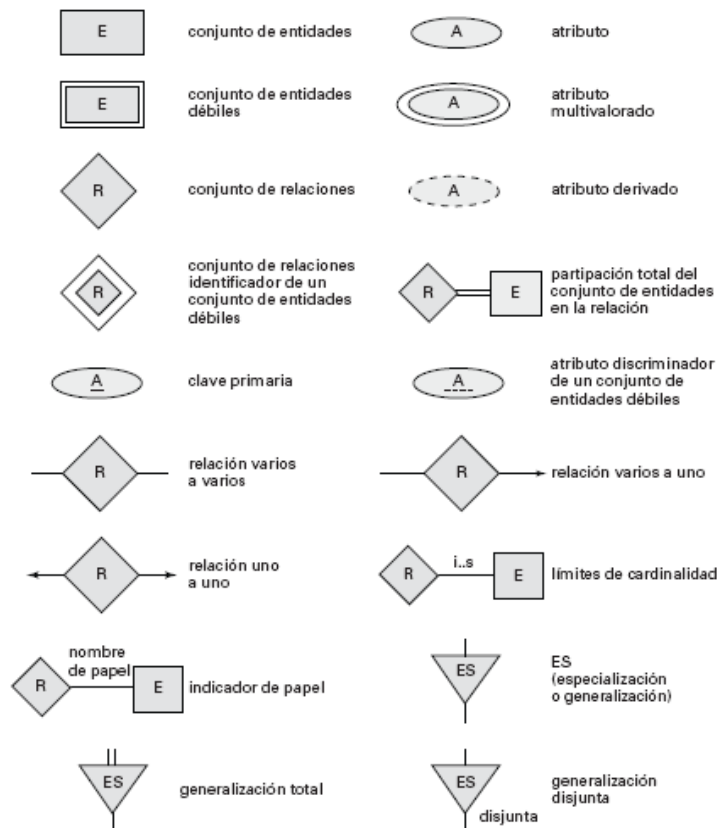 E
conjunto de entidades
A
atributo
E
conjunto de entidades
débiles
A
atributo
multivalorado
R
conjunto de relaciones
A
atributo derivado
R
conjunto de relaciones
identificador de un
conjunto de entidades
débiles
R
E
partipación total del
conjunto de entidades
en la relación
A
clave primaria
A
atributo discriminador
de un conjunto de
entidades débiles
R
relación varios
a varios
R
relación varios a uno
R
relación uno
a uno
R
i..s
E
límites de cardinalidad
R
nombre
de papel
E
indicador de papel
ES
ES
(especialización
o generalización)
ES
generalización total
ES
disjunta
generalización
disjunta